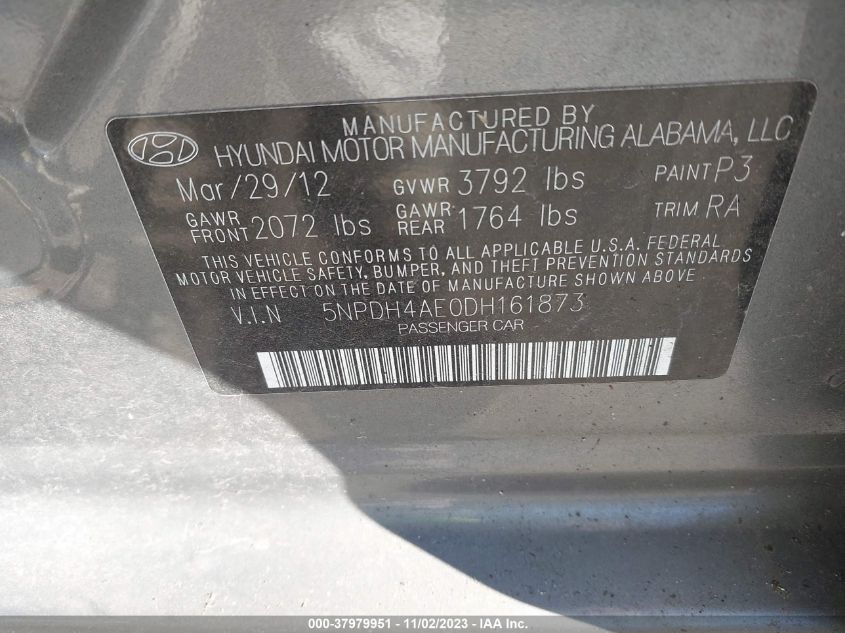 MANUFACTURED BY
HYUNDAI MOTOR MANUFACTURING ALABAMA, LLC
Mar/29/12 GVWR 3792 lbs PAINT P3
GAWR FRONT 2072 lbs GAWR REAR 1764 lbs TRIM RA
THIS VEHICLE CONFORMS TO ALL APPLICABLE U.S.A. FEDERAL
MOTOR VEHICLE SAFETY, BUMPER, AND THEFT PREVENTION STANDARDS
IN EFFECT ON THE DATE OF MANUFACTURE SHOWN ABOVE
V.I.N 5NPDH4AE0DH161873
PASSENGER CAR
000-37979951 - 11/02/2023 - IAA Inc.